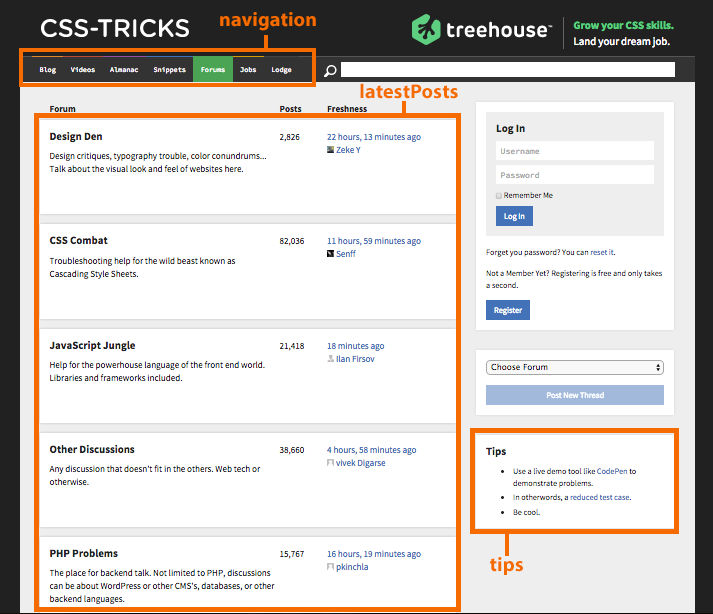 CSS-TRICKS
navigation
treehouse™
Grow your CSS skills.
Land your dream job.
Blog Videos Almanac Snippets Forums Jobs Lodge
latestPosts
Forum Posts Freshness
Design Den 2,826 22 hours, 13 minutes ago
Zeke Y
Design critiques, typography trouble, color conundrums...
Talk about the visual look and feel of websites here.
CSS Combat 82,036 11 hours, 59 minutes ago
Senff
Troubleshooting help for the wild beast known as
Cascading Style Sheets.
JavaScript Jungle 21,418 18 minutes ago
Ilan Firsov
Help for the powerhouse language of the front end world.
Libraries and frameworks included.
Other Discussions 38,660 4 hours, 58 minutes ago
vivek Digarse
Any discussion that doesn't fit in the others. Web tech or
otherwise.
PHP Problems 15,767 16 hours, 19 minutes ago
pkinchla
The place for backend talk. Not limited to PHP, discussions
can be about WordPress or other CMS's, databases, or other
backend languages.
Log In
Username
Password
Remember Me
Log In
Forget you password? You can reset it.
Not a Member Yet? Registering is free and only takes
a second.
Register
Choose Forum
Post New Thread
Tips
• Use a live demo tool like CodePen to
demonstrate problems.
• In otherwords, a reduced test case.
• Be cool.
tips